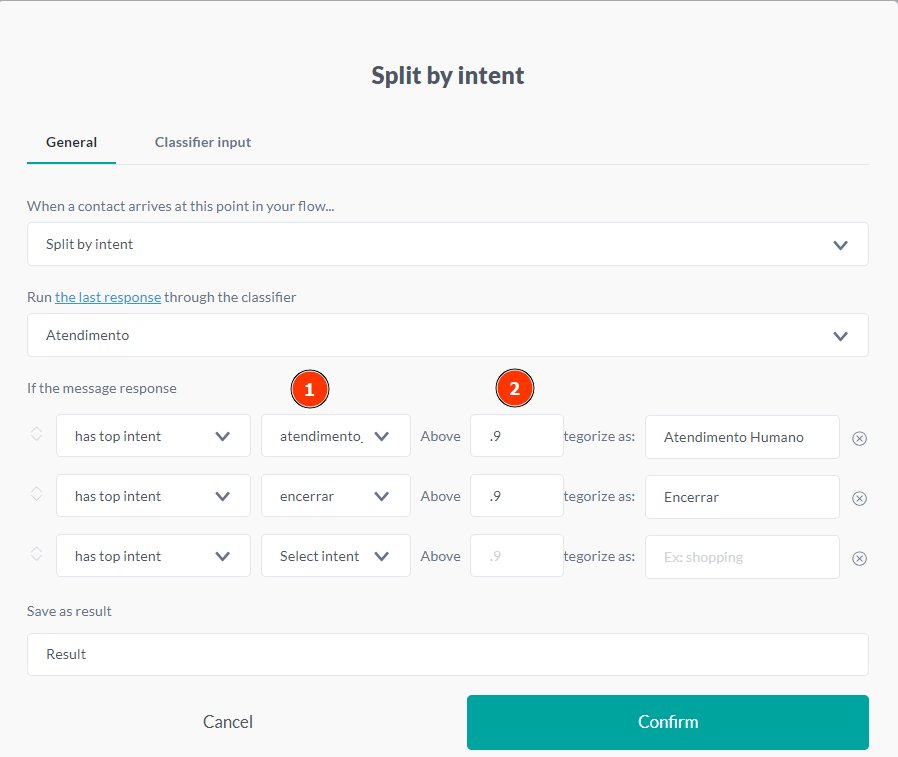 Split by intent
General Classifier input
When a contact arrives at this point in your flow...
Split by intent
Run the last response through the classifier
Atendimento
If the message response 1 2
has top intent atendimento_ Above .9 tegorize as: Atendimento Humano
has top intent encerrar Above .9 tegorize as: Encerrar
has top intent Select intent Above .9 tegorize as: Ex: shopping
Save as result
Result
Cancel Confirm